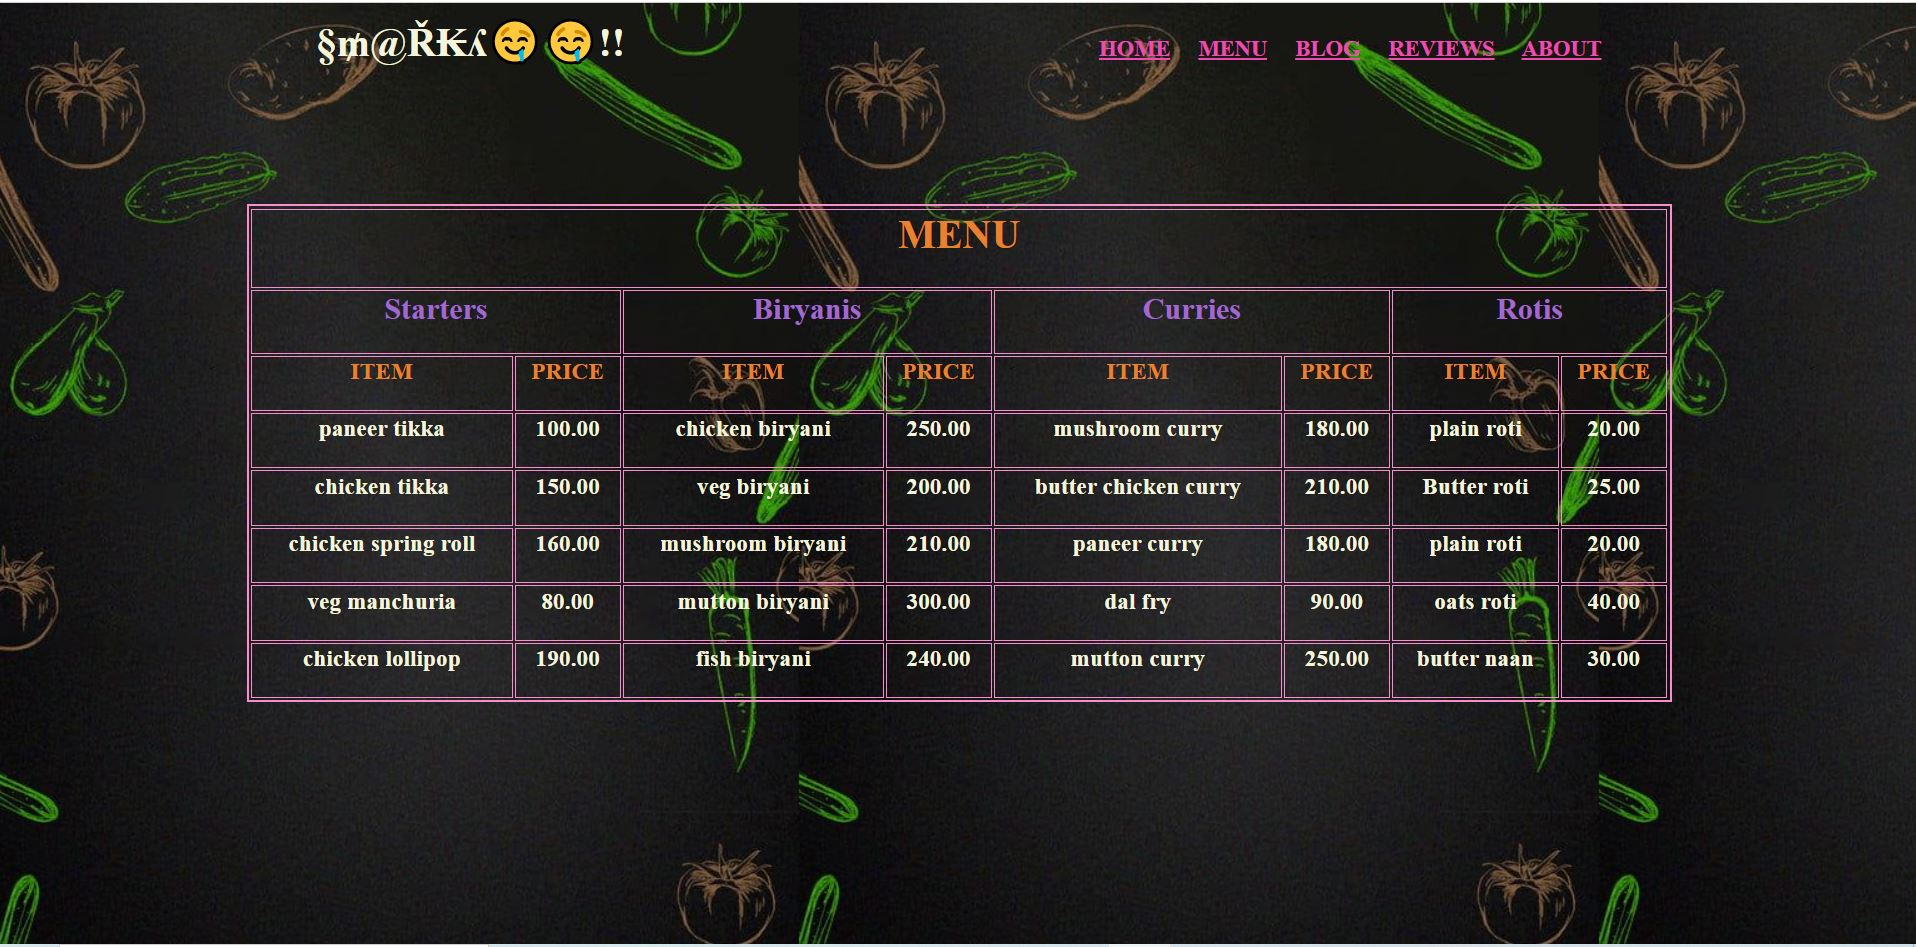 §₥@ŘꝀʎ🤤🤤!!
HOME MENU BLOG REVIEWS ABOUT
MENU
Starters Biryanis Curries Rotis
ITEM PRICE ITEM PRICE ITEM PRICE ITEM PRICE
paneer tikka 100.00 chicken biryani 250.00 mushroom curry 180.00 plain roti 20.00
chicken tikka 150.00 veg biryani 200.00 butter chicken curry 210.00 Butter roti 25.00
chicken spring roll 160.00 mushroom biryani 210.00 paneer curry 180.00 plain roti 20.00
veg manchuria 80.00 mutton biryani 300.00 dal fry 90.00 oats roti 40.00
chicken lollipop 190.00 fish biryani 240.00 mutton curry 250.00 butter naan 30.00